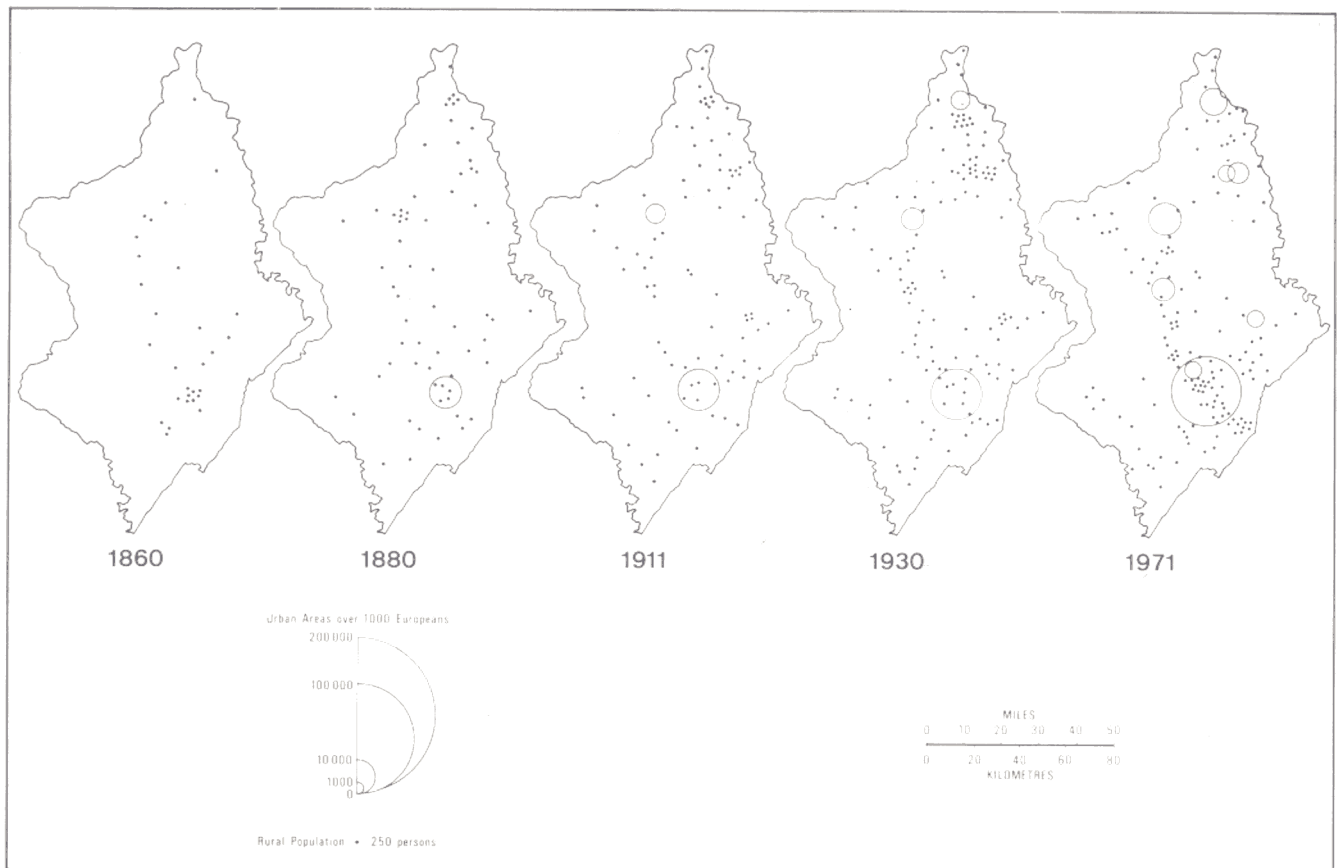 1860
1880
1911
1930
1971
Urban Areas over 1000 Europeans
200 000
100 000
10 000
1000
0
MILES
0 10 20 30 40 50
0 20 40 60 80
KILOMETRES
Rural Population • 250 persons